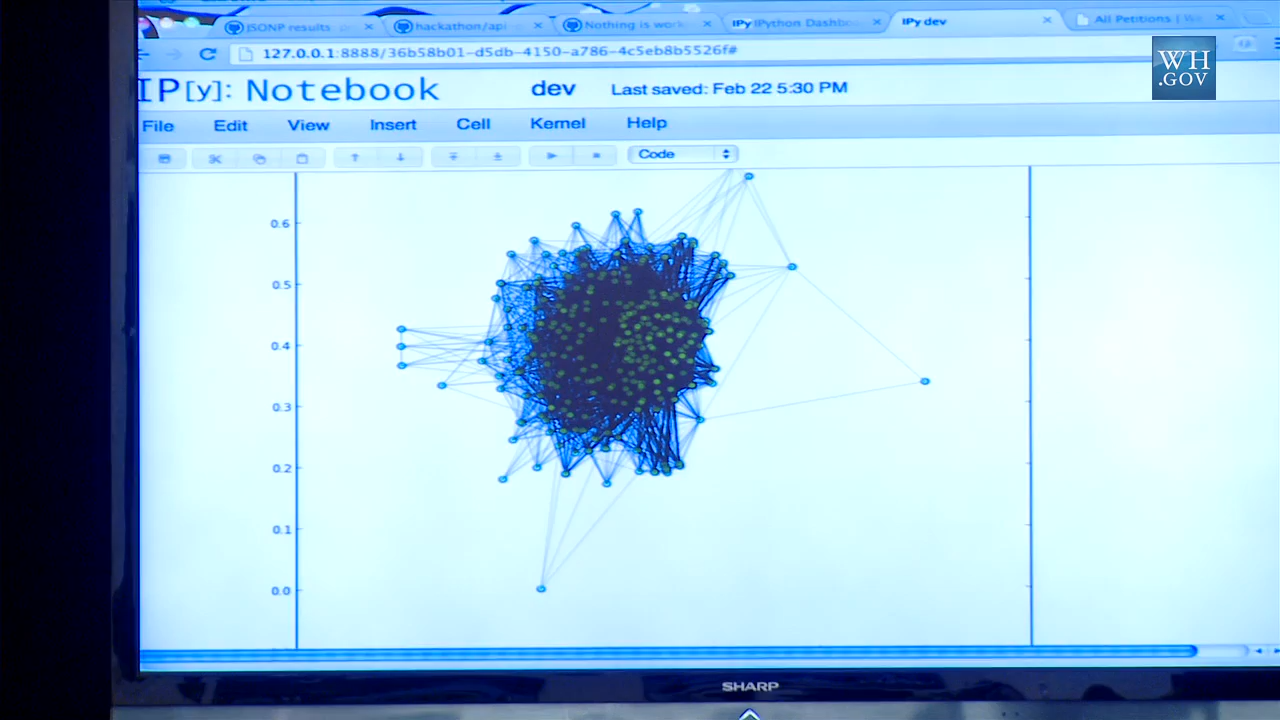 JSONP results
hackathon/api
Nothing is work
IPy IPython Dashb
IPy dev
All Petitions |
127.0.0.1:8888/36b58b01-d5db-4150-a786-4c5eb8b5526f#
WH
.GOV
IP[y]: Notebook
dev
Last saved: Feb 22 5:30 PM
File Edit View Insert Cell Kernel Help
Code
0.6
0.5
0.4
0.3
0.2
0.1
0.0
SHARP